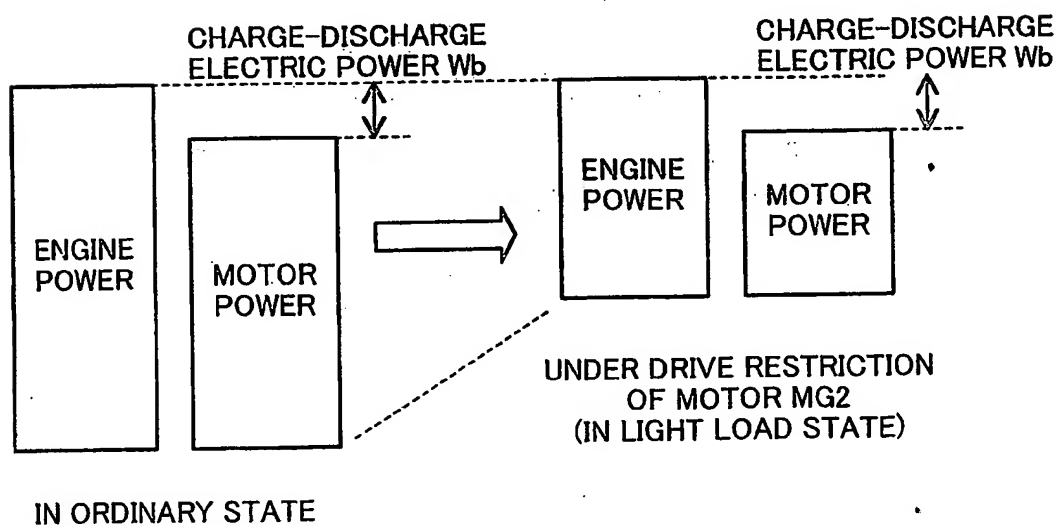 CHARGE-DISCHARGE
ELECTRIC POWER Wb
ENGINE
POWER
MOTOR
POWER
IN ORDINARY STATE
CHARGE-DISCHARGE
ELECTRIC POWER Wb
ENGINE
POWER
MOTOR
POWER
UNDER DRIVE RESTRICTION
OF MOTOR MG2
(IN LIGHT LOAD STATE)